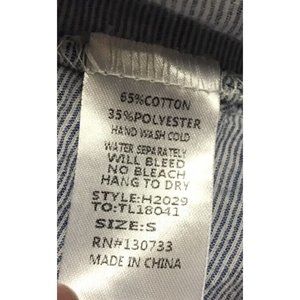 65%COTTON
35%POLYESTER
HAND WASH COLD
WATER SEPARATELY
WILL BLEED
NO BLEACH
HANG TO DRY
STYLE:H2029
TO:TL18041
SIZE:S
RN#130733
MADE IN CHINA